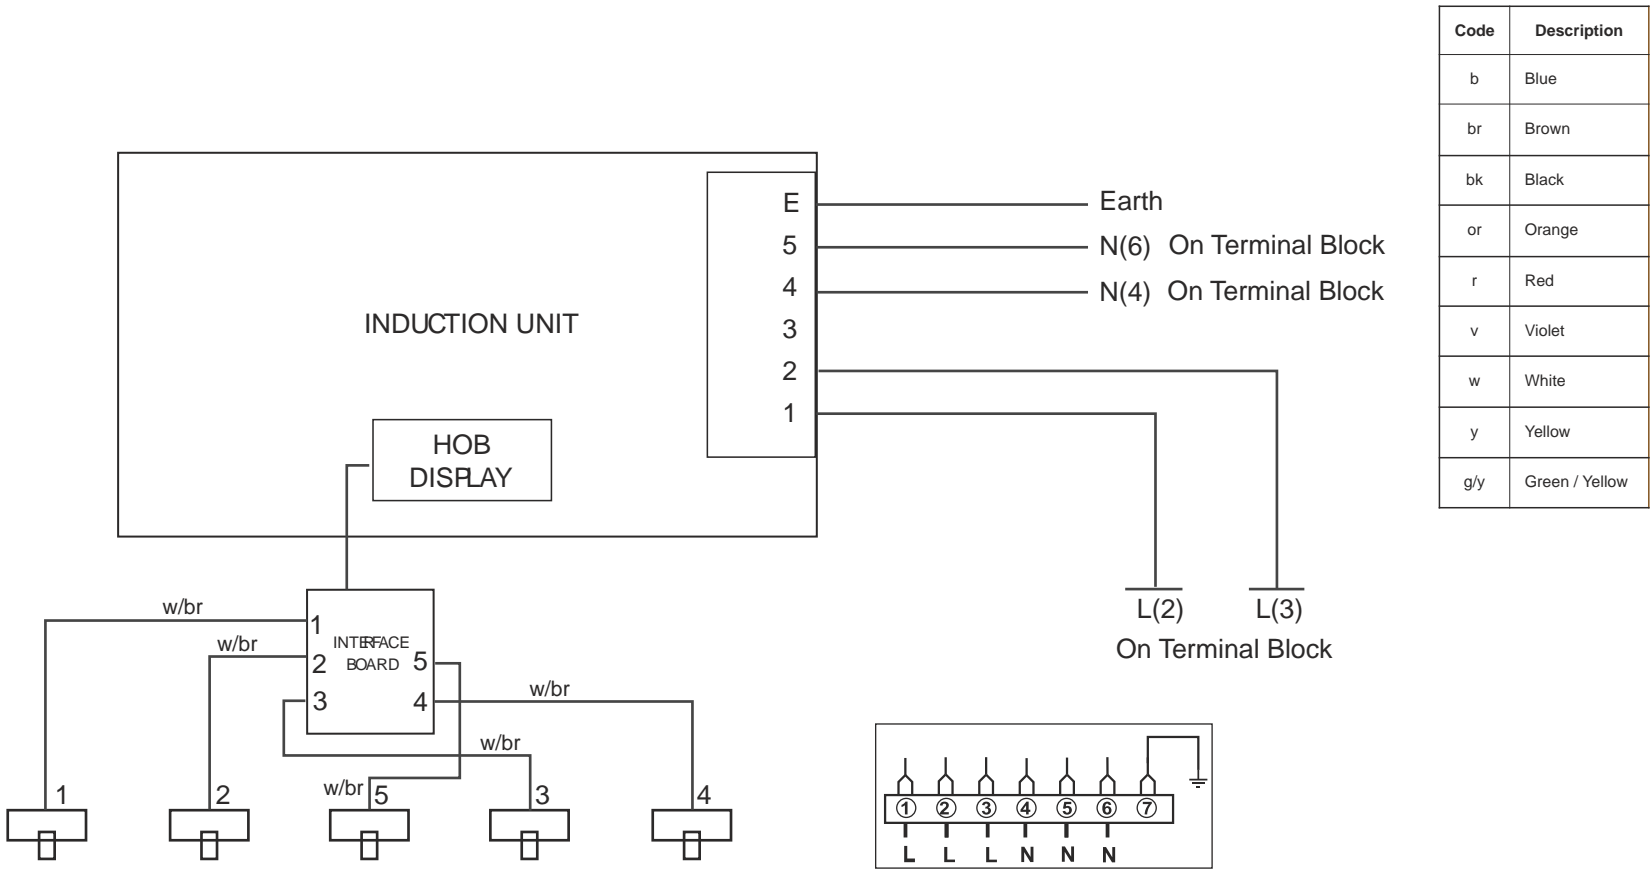 Code Description
b Blue
br Brown
bk Black
or Orange
r Red
v Violet
w White
y Yellow
g/y Green / Yellow
INDUCTION UNIT
E
5
4
3
2
1
Earth
N(6) On Terminal Block
N(4) On Terminal Block
HOB
DISPLAY
L(2) L(3)
On Terminal Block
INTERFACE
BOARD
1
2
3
5
4
w/br
w/br
w/br
w/br
w/br
1 2 5 3 4
1 2 3 4 5 6 7
L L L N N N